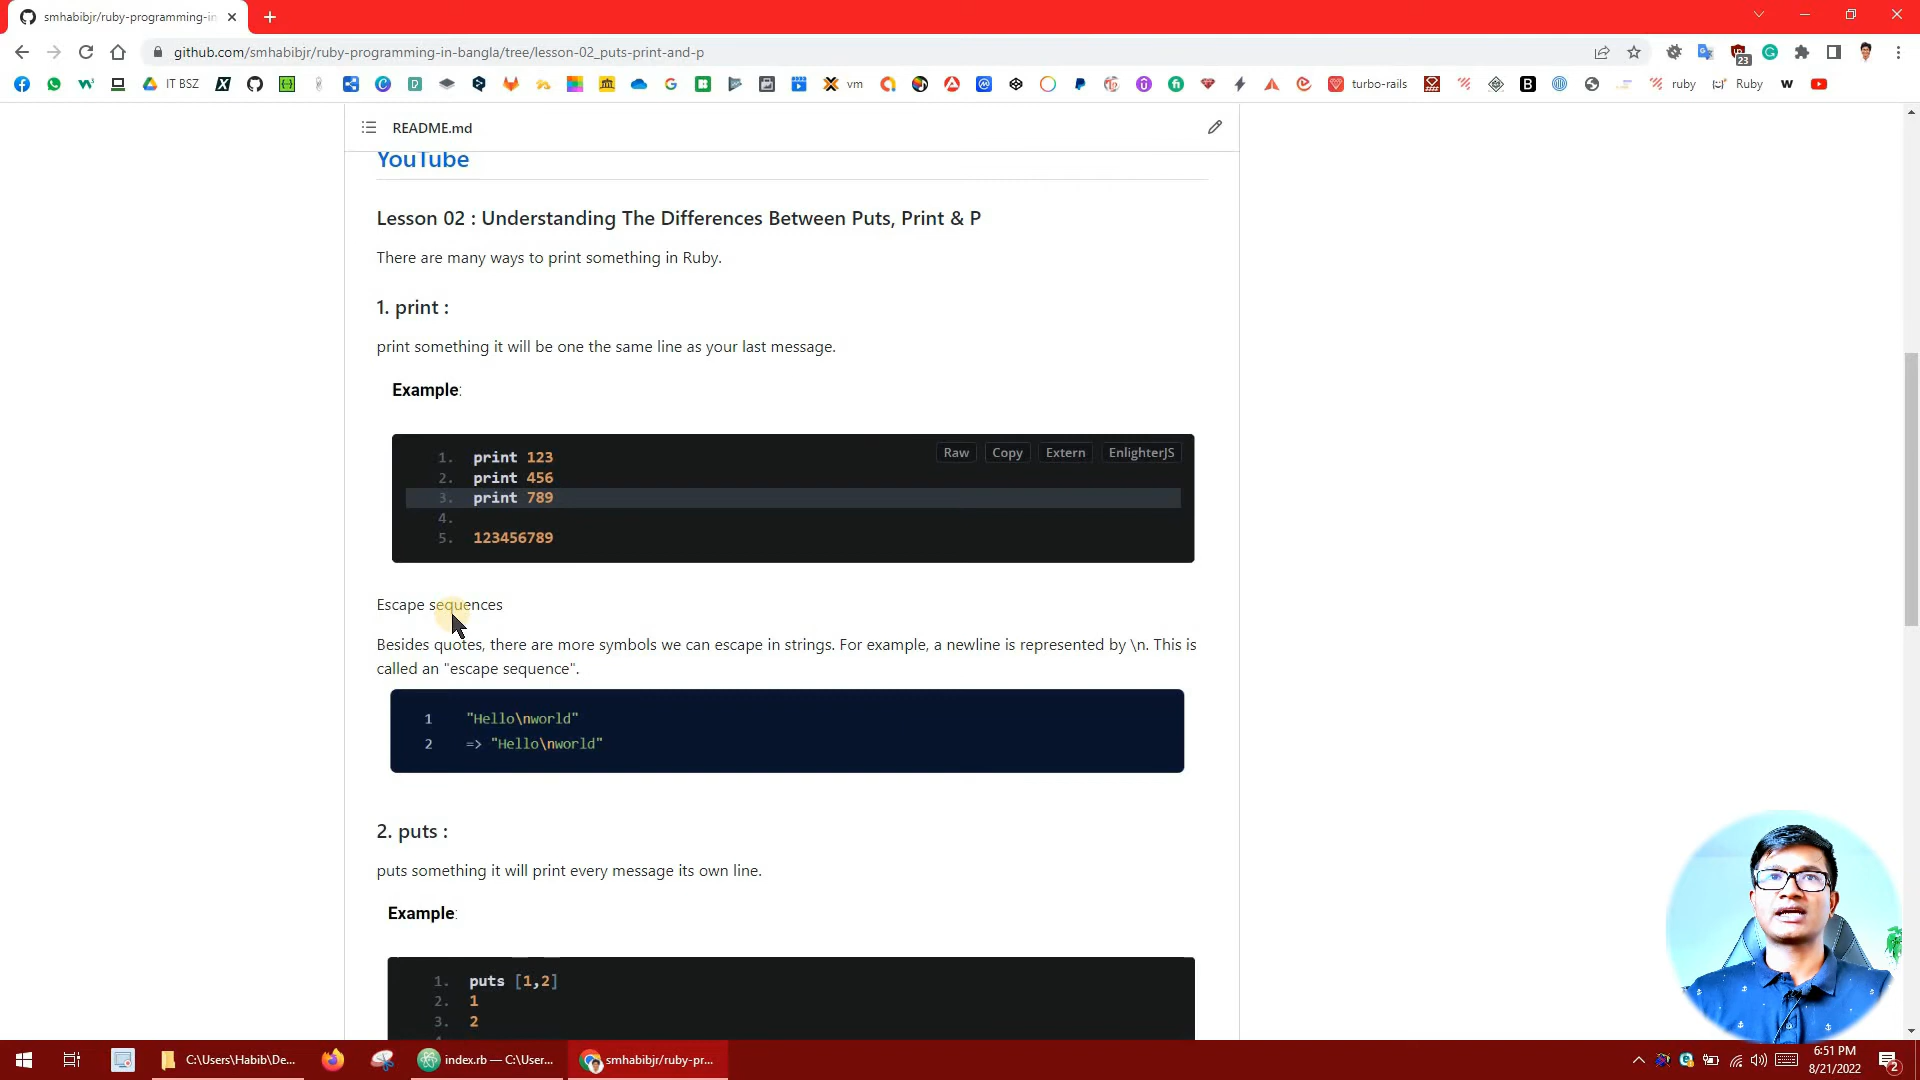 smhabibjr/ruby-programming-in
github.com/smhabibjr/ruby-programming-in-bangla/tree/lesson-02_puts-print-and-p
23
IT BSZ
vm
turbo-rails
ruby
Ruby
README.md
YouTube
Lesson 02 : Understanding The Differences Between Puts, Print & P
There are many ways to print something in Ruby.
1. print :
print something it will be one the same line as your last message.
Example:
Raw Copy Extern EnlighterJS
1. print 123
2. print 456
3. print 789
4.
5. 123456789
Escape sequences
Besides quotes, there are more symbols we can escape in strings. For example, a newline is represented by \n. This is
called an "escape sequence".
1 "Hello\nworld"
2 => "Hello\nworld"
2. puts :
puts something it will print every message its own line.
Example:
1. puts [1,2]
2. 1
3. 2
C:\Users\Habib\De...
index.rb — C:\User...
smhabibjr/ruby-pr...
6:51 PM
8/21/2022
2